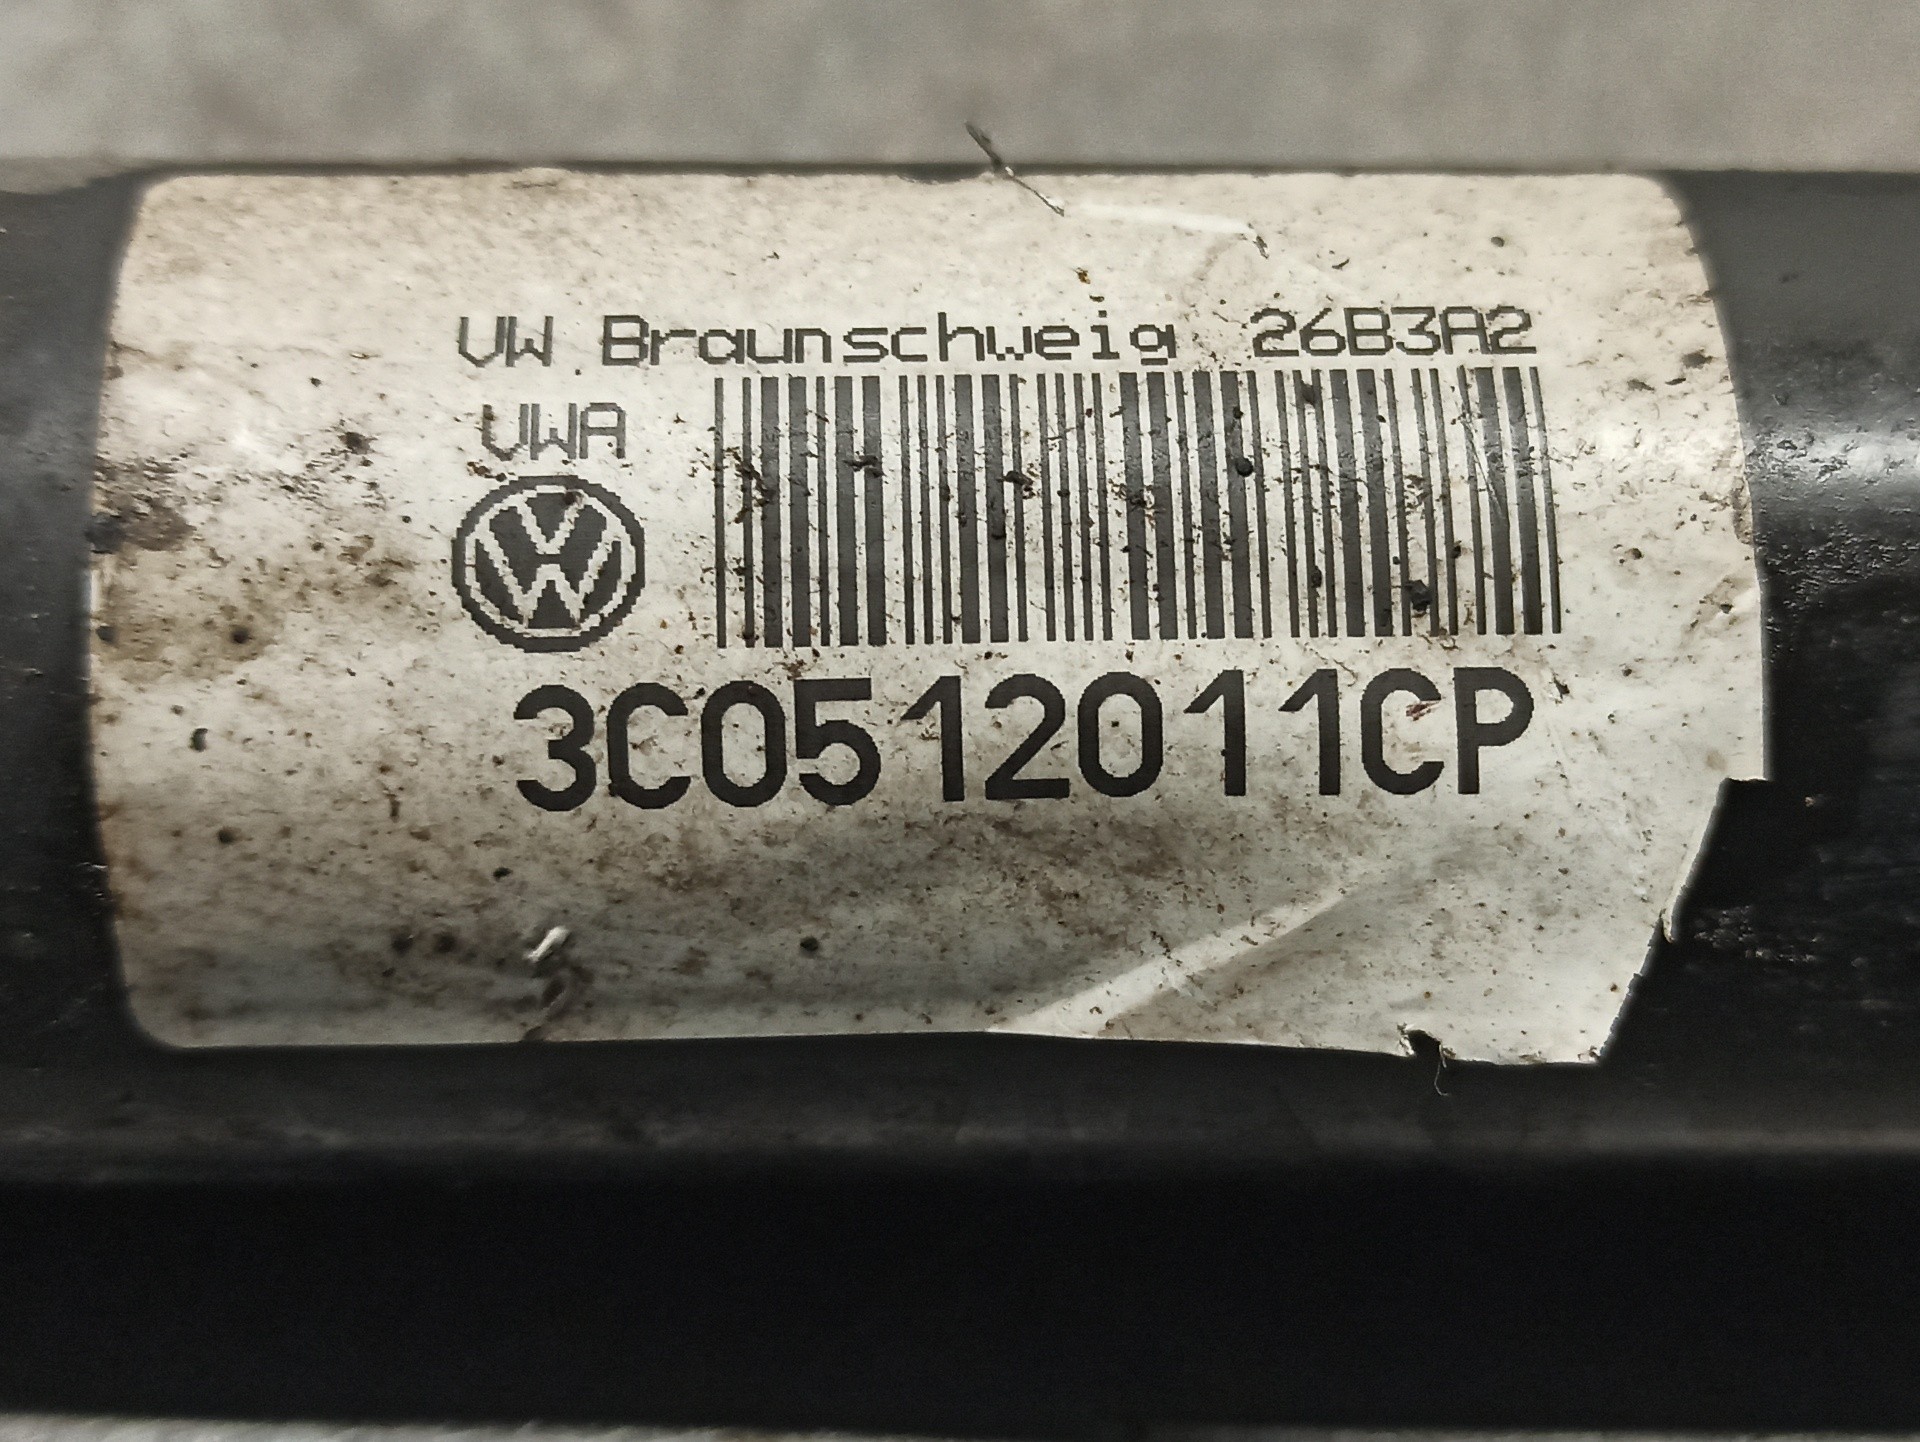 VW Braunschweig 26B3A2
VWA
3C0512011CP